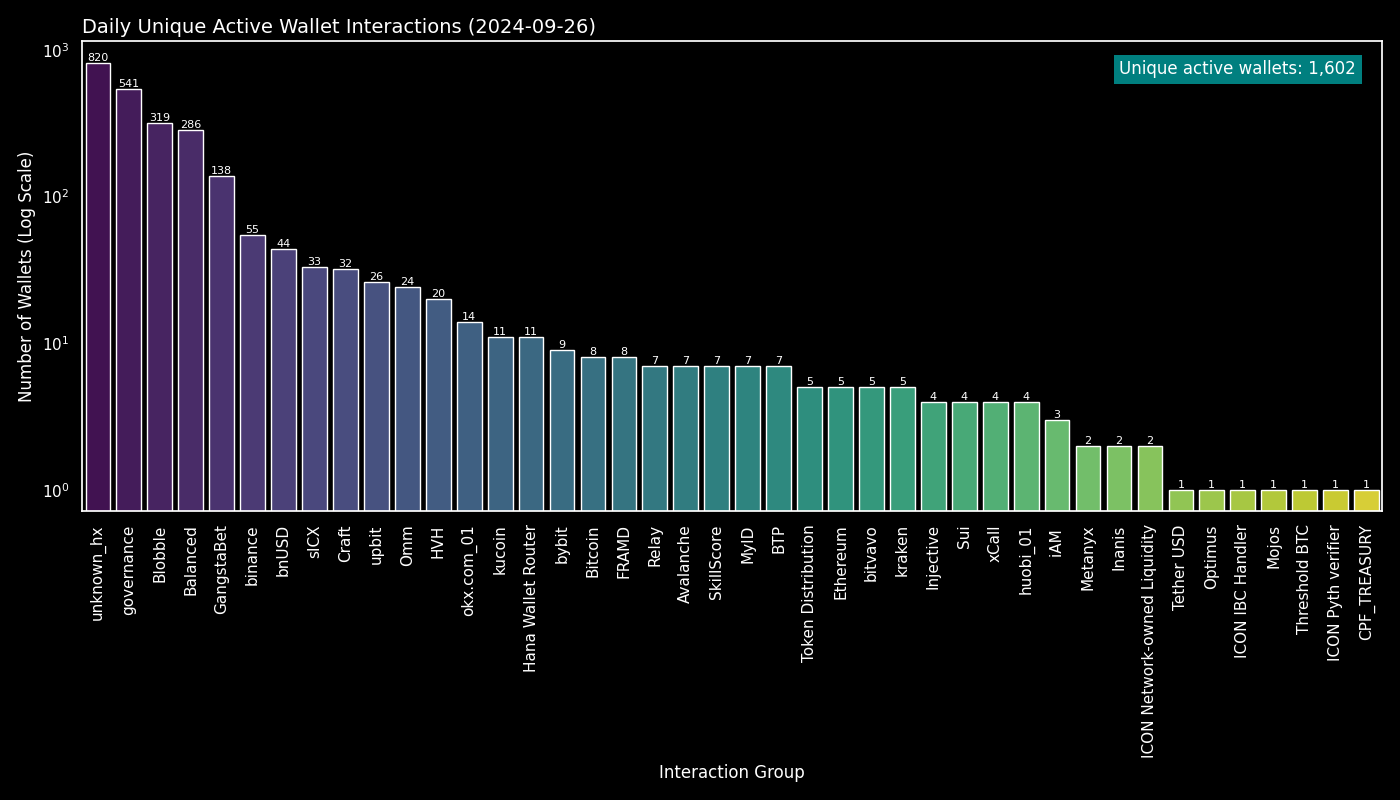 Daily Unique Active Wallet Interactions (2024-09-26)
Unique active wallets: 1,602
Number of Wallets (Log Scale)
10³
10²
10¹
10⁰
820
541
319
286
138
55
44
33
32
26
24
20
14
11
11
9
8
8
7
7
7
7
7
5
5
5
5
4
4
4
4
3
2
2
2
1
1
1
1
1
1
1
unknown_hx
governance
Blobble
Balanced
GangstaBet
binance
bnUSD
sICX
Craft
upbit
Omm
HVH
okx.com_01
kucoin
Hana Wallet Router
bybit
Bitcoin
FRAMD
Relay
Avalanche
SkillScore
MyID
BTP
Token Distribution
Ethereum
bitvavo
kraken
Injective
Sui
xCall
huobi_01
iAM
Metanyx
Inanis
ICON Network-owned Liquidity
Tether USD
Optimus
ICON IBC Handler
Mojos
Threshold BTC
ICON Pyth verifier
CPF_TREASURY
Interaction Group